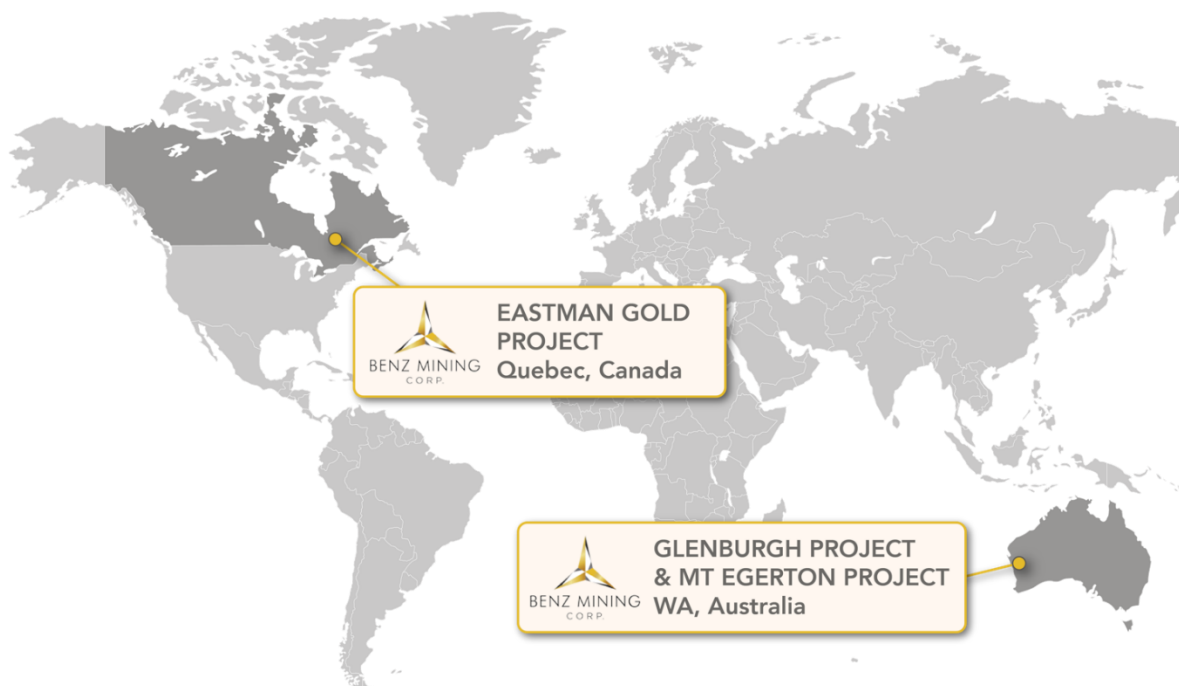 EASTMAN GOLD
PROJECT
Quebec, Canada
BENZ MINING
CORP.
GLENBURGH PROJECT
& MT EGERTON PROJECT
WA, Australia
BENZ MINING
CORP.